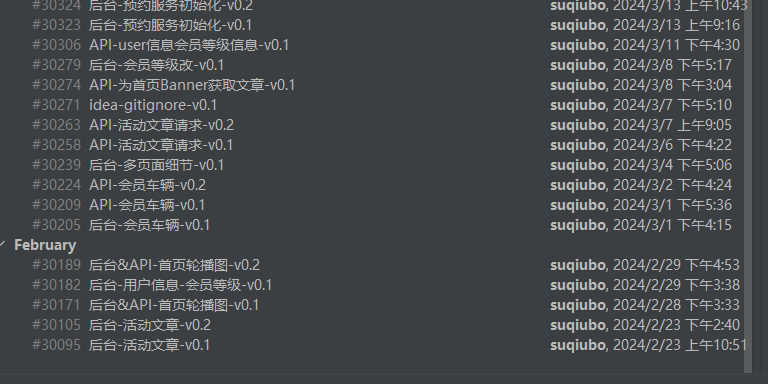 #30324 后台-预约服务初始化-v0.2 suqiubo, 2024/3/13 上午10:43
#30323 后台-预约服务初始化-v0.1 suqiubo, 2024/3/13 上午9:16
#30306 API-user信息会员等级信息-v0.1 suqiubo, 2024/3/11 下午4:30
#30279 后台-会员等级改-v0.1 suqiubo, 2024/3/8 下午5:17
#30274 API-为首页Banner获取文章-v0.1 suqiubo, 2024/3/8 下午3:04
#30271 idea-gitignore-v0.1 suqiubo, 2024/3/7 下午5:10
#30263 API-活动文章请求-v0.2 suqiubo, 2024/3/7 上午9:05
#30258 API-活动文章请求-v0.1 suqiubo, 2024/3/6 下午4:22
#30239 后台-多页面细节-v0.1 suqiubo, 2024/3/4 下午5:06
#30224 API-会员车辆-v0.2 suqiubo, 2024/3/2 下午2:24
#30209 API-会员车辆-v0.1 suqiubo, 2024/3/1 下午5:36
#30205 后台-会员车辆-v0.1 suqiubo, 2024/3/1 下午4:15
February
#30189 后台&API-首页轮播图-v0.2 suqiubo, 2024/2/29 下午4:53
#30182 后台-用户信息-会员等级-v0.1 suqiubo, 2024/2/29 下午3:38
#30171 后台&API-首页轮播图-v0.1 suqiubo, 2024/2/28 下午3:33
#30105 后台-活动文章-v0.2 suqiubo, 2024/2/23 下午2:40
#30095 后台-活动文章-v0.1 suqiubo, 2024/2/23 上午10:51